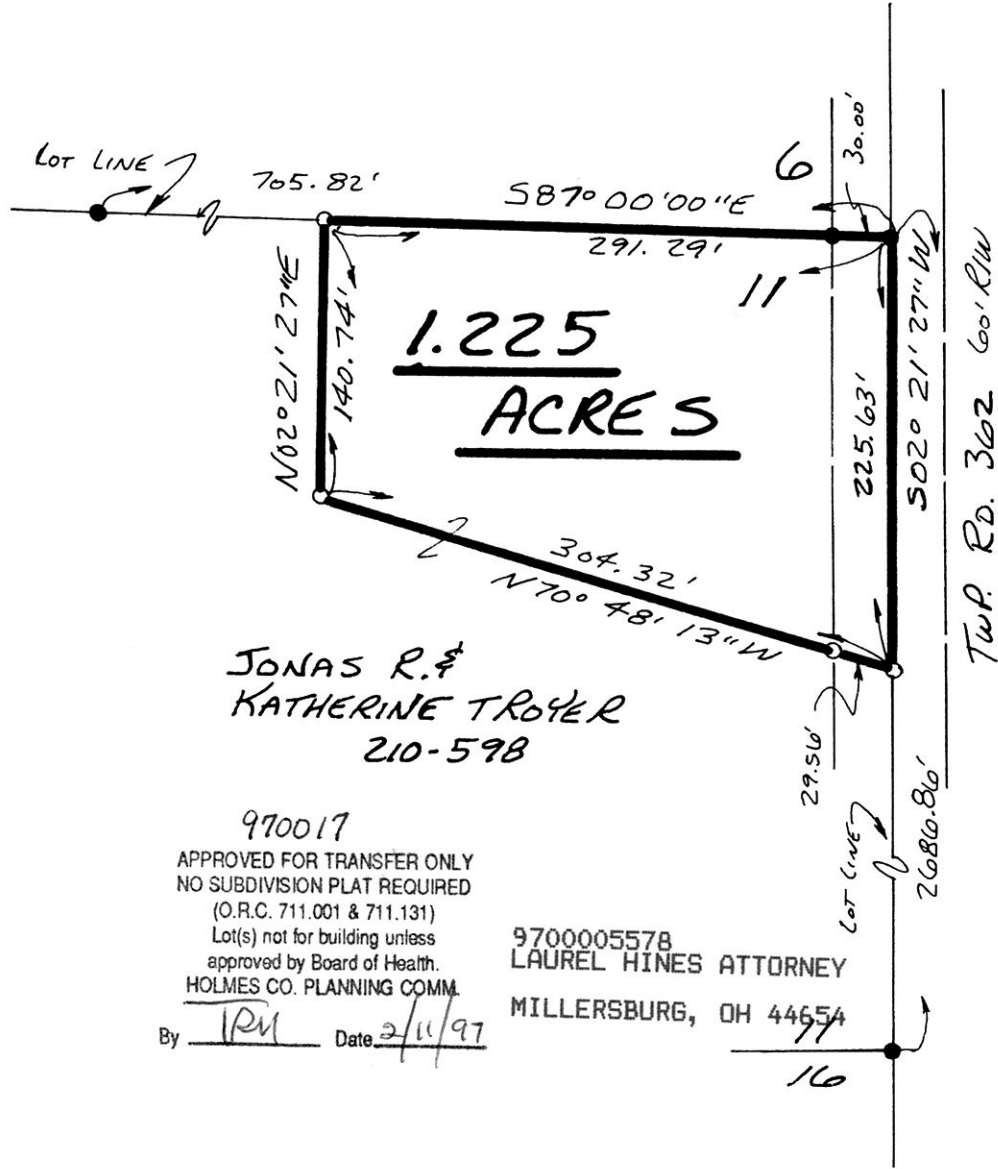 LOT LINE
705.82'
S87° 00' 00" E
291.29'
6
30.00'
11
N02° 21' 27" E
140.74'
1.225
ACRES
225.63'
S02° 21' 27" W
TWP. RD. 362 60' R/W
304.32'
N70° 48' 13" W
29.56'
JONAS R. &
KATHERINE TROYER
210-598
LOT LINE
2686.86'
970017
APPROVED FOR TRANSFER ONLY
NO SUBDIVISION PLAT REQUIRED
(O.R.C. 711.001 & 711.131)
Lot(s) not for building unless
approved by Board of Health.
HOLMES CO. PLANNING COMM.
By Date 2/11/97
9700005578
LAUREL HINES ATTORNEY
MILLERSBURG, OH 44654
11
16